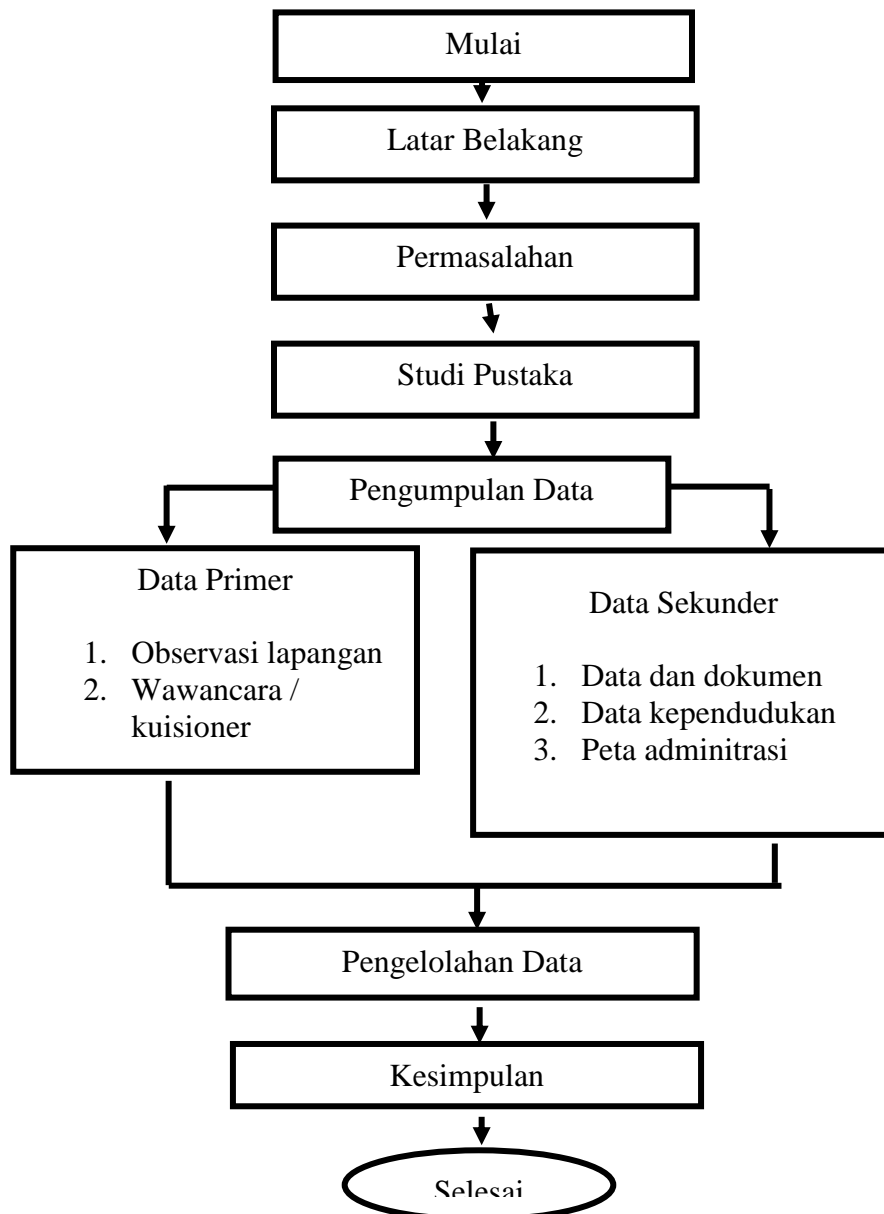 Mulai
Latar Belakang
Permasalahan
Studi Pustaka
Pengumpulan Data
Data Primer
1. Observasi lapangan
2. Wawancara /
kuisioner
Data Sekunder
1. Data dan dokumen
2. Data kependudukan
3. Peta adminitrasi
Pengelolahan Data
Kesimpulan
Selesai